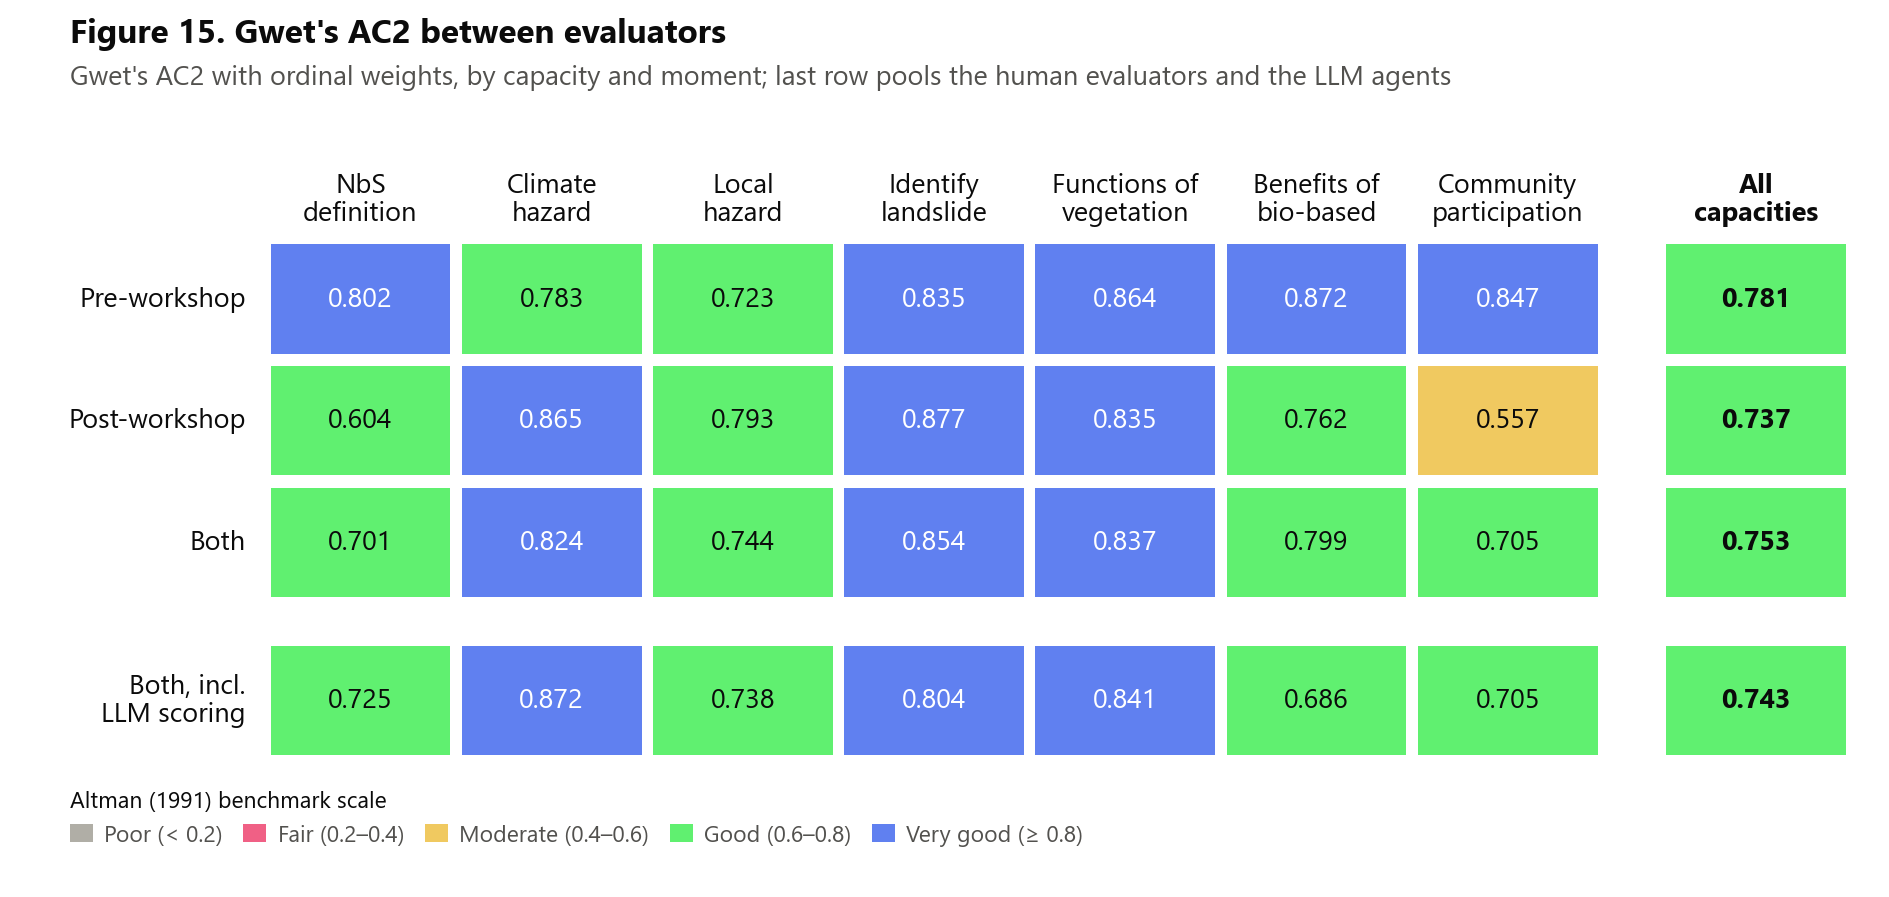 Figure 15. Gwet's AC2 between evaluators
Gwet's AC2 with ordinal weights, by capacity and moment; last row pools the human evaluators and the LLM agents
NbS definition
Climate hazard
Local hazard
Identify landslide
Functions of vegetation
Benefits of bio-based
Community participation
All capacities
Pre-workshop 0.802 0.783 0.723 0.835 0.864 0.872 0.847 0.781
Post-workshop 0.604 0.865 0.793 0.877 0.835 0.762 0.557 0.737
Both 0.701 0.824 0.744 0.854 0.837 0.799 0.705 0.753
Both, incl.
LLM scoring 0.725 0.872 0.738 0.804 0.841 0.686 0.705 0.743
Altman (1991) benchmark scale
Poor (< 0.2) Fair (0.2–0.4) Moderate (0.4–0.6) Good (0.6–0.8) Very good (≥ 0.8)